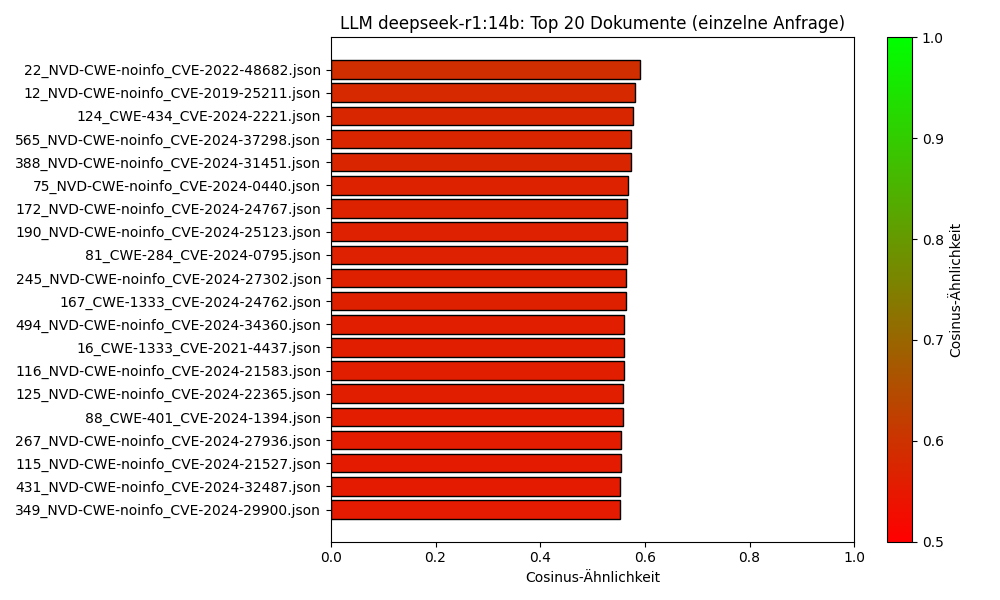 LLM deepseek-r1:14b: Top 20 Dokumente (einzelne Anfrage)
22_NVD-CWE-noinfo_CVE-2022-48682.json
12_NVD-CWE-noinfo_CVE-2019-25211.json
124_CWE-434_CVE-2024-2221.json
565_NVD-CWE-noinfo_CVE-2024-37298.json
388_NVD-CWE-noinfo_CVE-2024-31451.json
75_NVD-CWE-noinfo_CVE-2024-0440.json
172_NVD-CWE-noinfo_CVE-2024-24767.json
190_NVD-CWE-noinfo_CVE-2024-25123.json
81_CWE-284_CVE-2024-0795.json
245_NVD-CWE-noinfo_CVE-2024-27302.json
167_CWE-1333_CVE-2024-24762.json
494_NVD-CWE-noinfo_CVE-2024-34360.json
16_CWE-1333_CVE-2021-4437.json
116_NVD-CWE-noinfo_CVE-2024-21583.json
125_NVD-CWE-noinfo_CVE-2024-22365.json
88_CWE-401_CVE-2024-1394.json
267_NVD-CWE-noinfo_CVE-2024-27936.json
115_NVD-CWE-noinfo_CVE-2024-21527.json
431_NVD-CWE-noinfo_CVE-2024-32487.json
349_NVD-CWE-noinfo_CVE-2024-29900.json
0.0 0.2 0.4 0.6 0.8 1.0
Cosinus-Ähnlichkeit
1.0
0.9
0.8
0.7
0.6
0.5
Cosinus-Ähnlichkeit